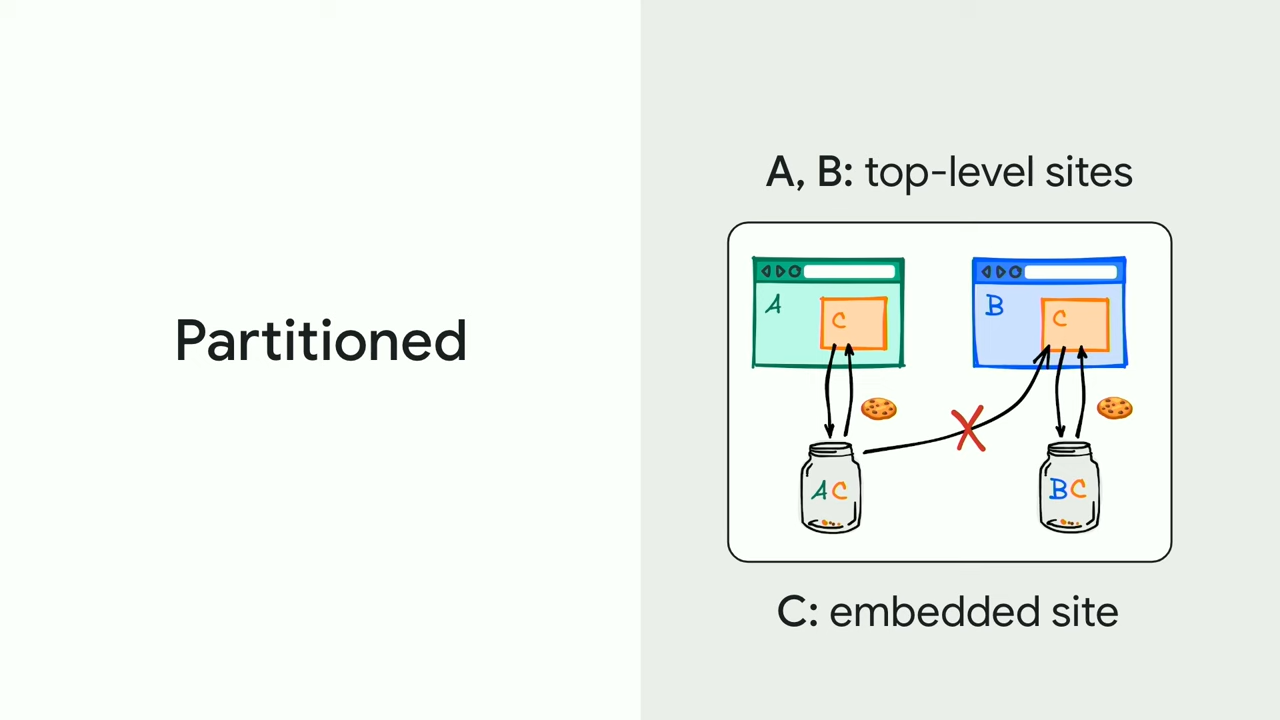 Partitioned
A, B: top-level sites
A
C
B
C
AC
BC
C: embedded site